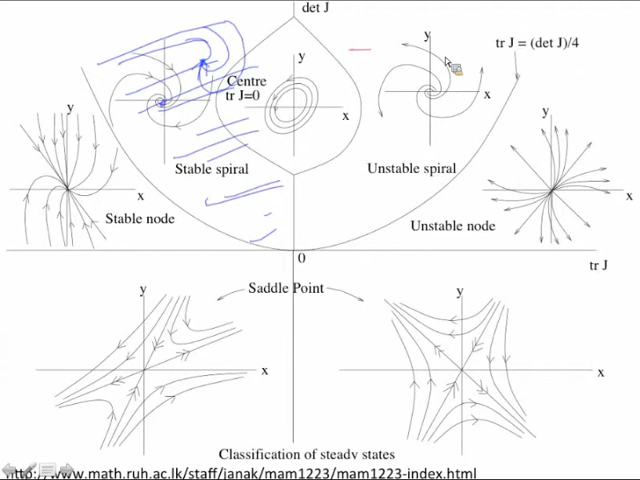 det J
y
tr J = (det J)/4
Centre
tr J=0
y
x
x
y
x
Stable spiral
Unstable spiral
y
x
Stable node
y
x
Unstable node
0
tr J
Saddle Point
y
x
y
x
Classification of steady states
http://www.math.ruh.ac.lk/staff/janak/mam1223/mam1223-index.html